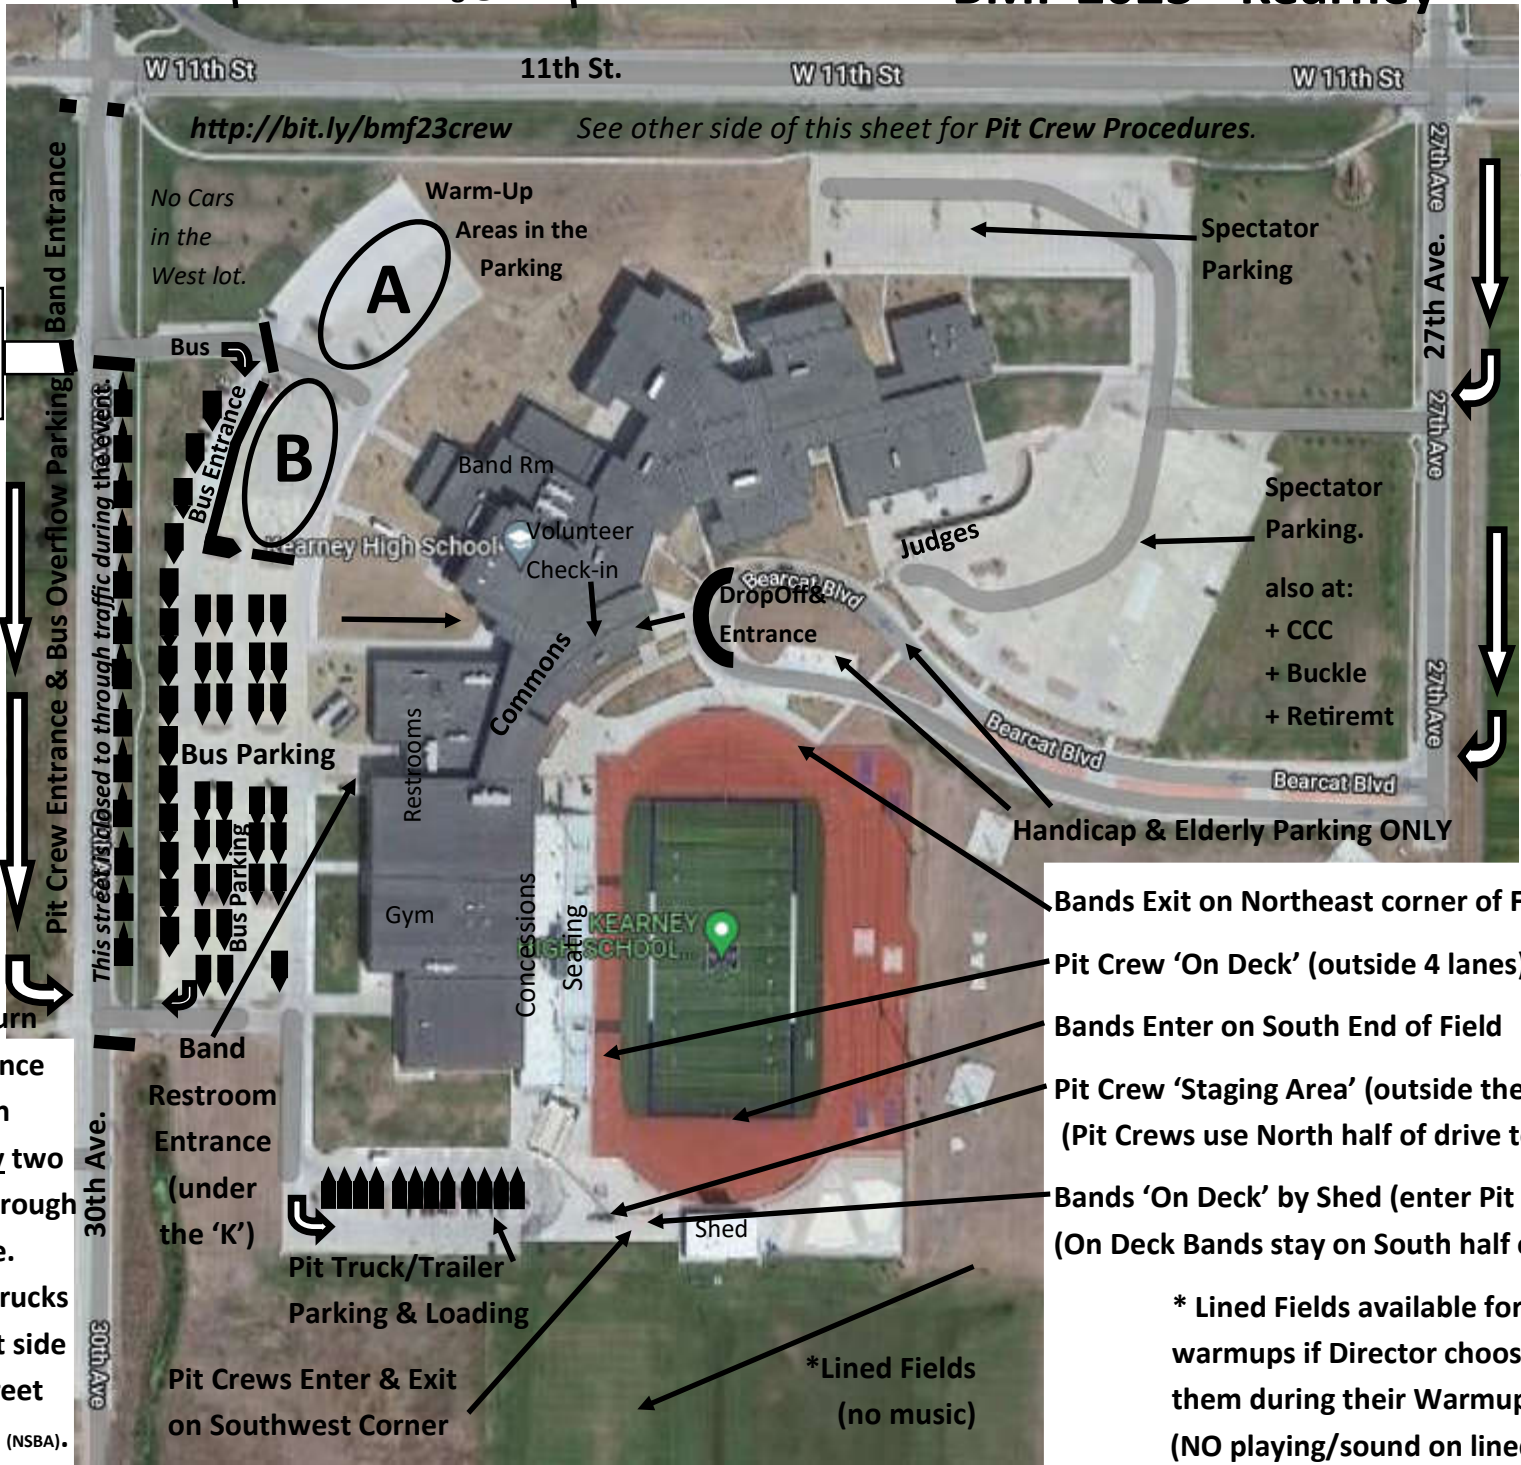 BMF 2023 - Kearney
W 11th St
11th St.
W 11th St
W 11th St
http://bit.ly/bmf23crew See other side of this sheet for Pit Crew Procedures.
No Cars
in the
West lot.
Warm-Up
Areas in the
Parking
A
B
Band Entrance
Bus
Bus Entrance
Pit Crew Entrance & Bus Overflow Parking
This street is closed to through traffic during the event.
Spectator
Parking
27th Ave
27th Ave.
27th Ave
27th Ave
Band Rm
Kearney High School
Volunteer
Check-in
Judges
Bearcat Blvd
DropOff&
Entrance
Spectator
Parking.
also at:
+ CCC
+ Buckle
+ Retiremt
Commons
Restrooms
Bus Parking
Bus Parking
Bearcat Blvd
Bearcat Blvd
Handicap & Elderly Parking ONLY
Gym
Concessions
Seating
KEARNEY
HIGH SCHOOL...
Bands Exit on Northeast corner of F
Pit Crew ‘On Deck’ (outside 4 lanes)
Bands Enter on South End of Field
Pit Crew ‘Staging Area’ (outside the
(Pit Crews use North half of drive t
Bands ‘On Deck’ by Shed (enter Pit
(On Deck Bands stay on South half
* Lined Fields available for
warmups if Director choos
them during their Warmup
(NO playing/sound on line
Band
Restroom
Entrance
(under
the ‘K’)
urn
nce
two
rough
e.
rucks
t side
reet
(NSBA).
30th Ave.
30th Ave
Shed
Pit Truck/Trailer
Parking & Loading
Pit Crews Enter & Exit
on Southwest Corner
*Lined Fields
(no music)